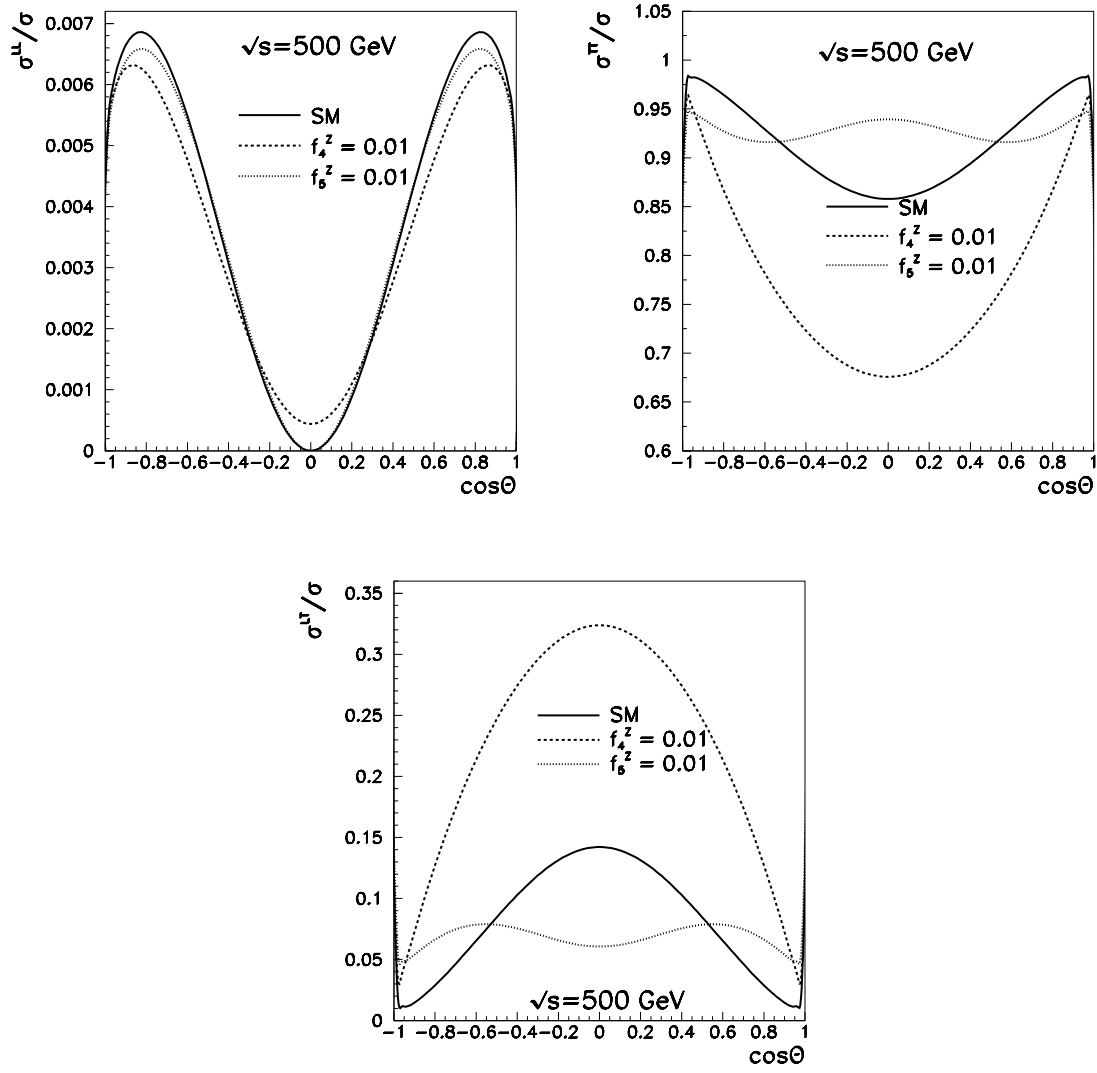 σ^LL/σ
√s=500 GeV
SM
f₄^Z = 0.01
f₅^Z = 0.01
0.007
0.006
0.005
0.004
0.003
0.002
0.001
0
−1 −0.8 −0.6 −0.4 −0.2 0 0.2 0.4 0.6 0.8 1
cosΘ
σ^TT/σ
√s=500 GeV
SM
f₄^Z = 0.01
f₅^Z = 0.01
1.05
1
0.95
0.9
0.85
0.8
0.75
0.7
0.65
0.6
−1 −0.8 −0.6 −0.4 −0.2 0 0.2 0.4 0.6 0.8 1
cosΘ
σ^LT/σ
SM
f₄^Z = 0.01
f₅^Z = 0.01
√s=500 GeV
0.35
0.3
0.25
0.2
0.15
0.1
0.05
0
−1 −0.8 −0.6 −0.4 −0.2 0 0.2 0.4 0.6 0.8 1
cosΘ